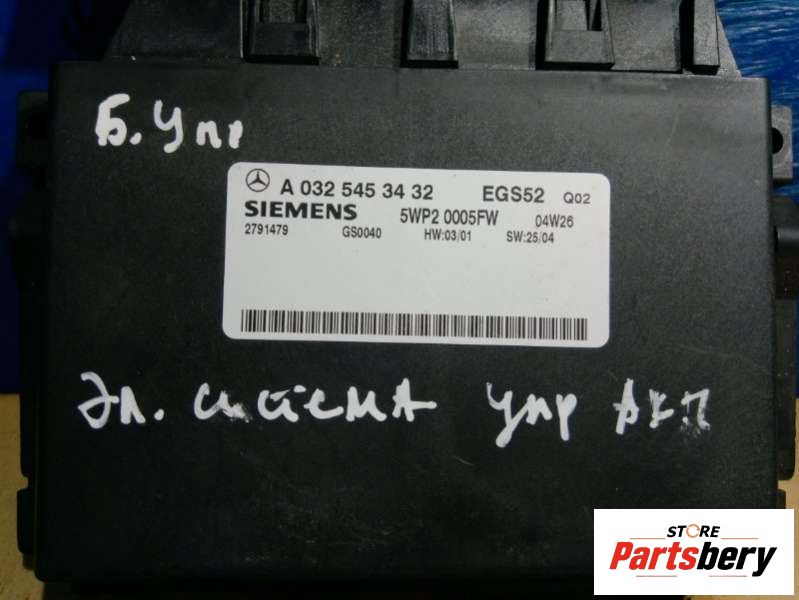 Б. Упр
A 032 545 34 32 EGS52 Q02
SIEMENS 5WP2 0005FW 04W26
2791479 GS0040 HW:03/01 SW:25/04
Эл. система упр АКП
STORE
Partsbery